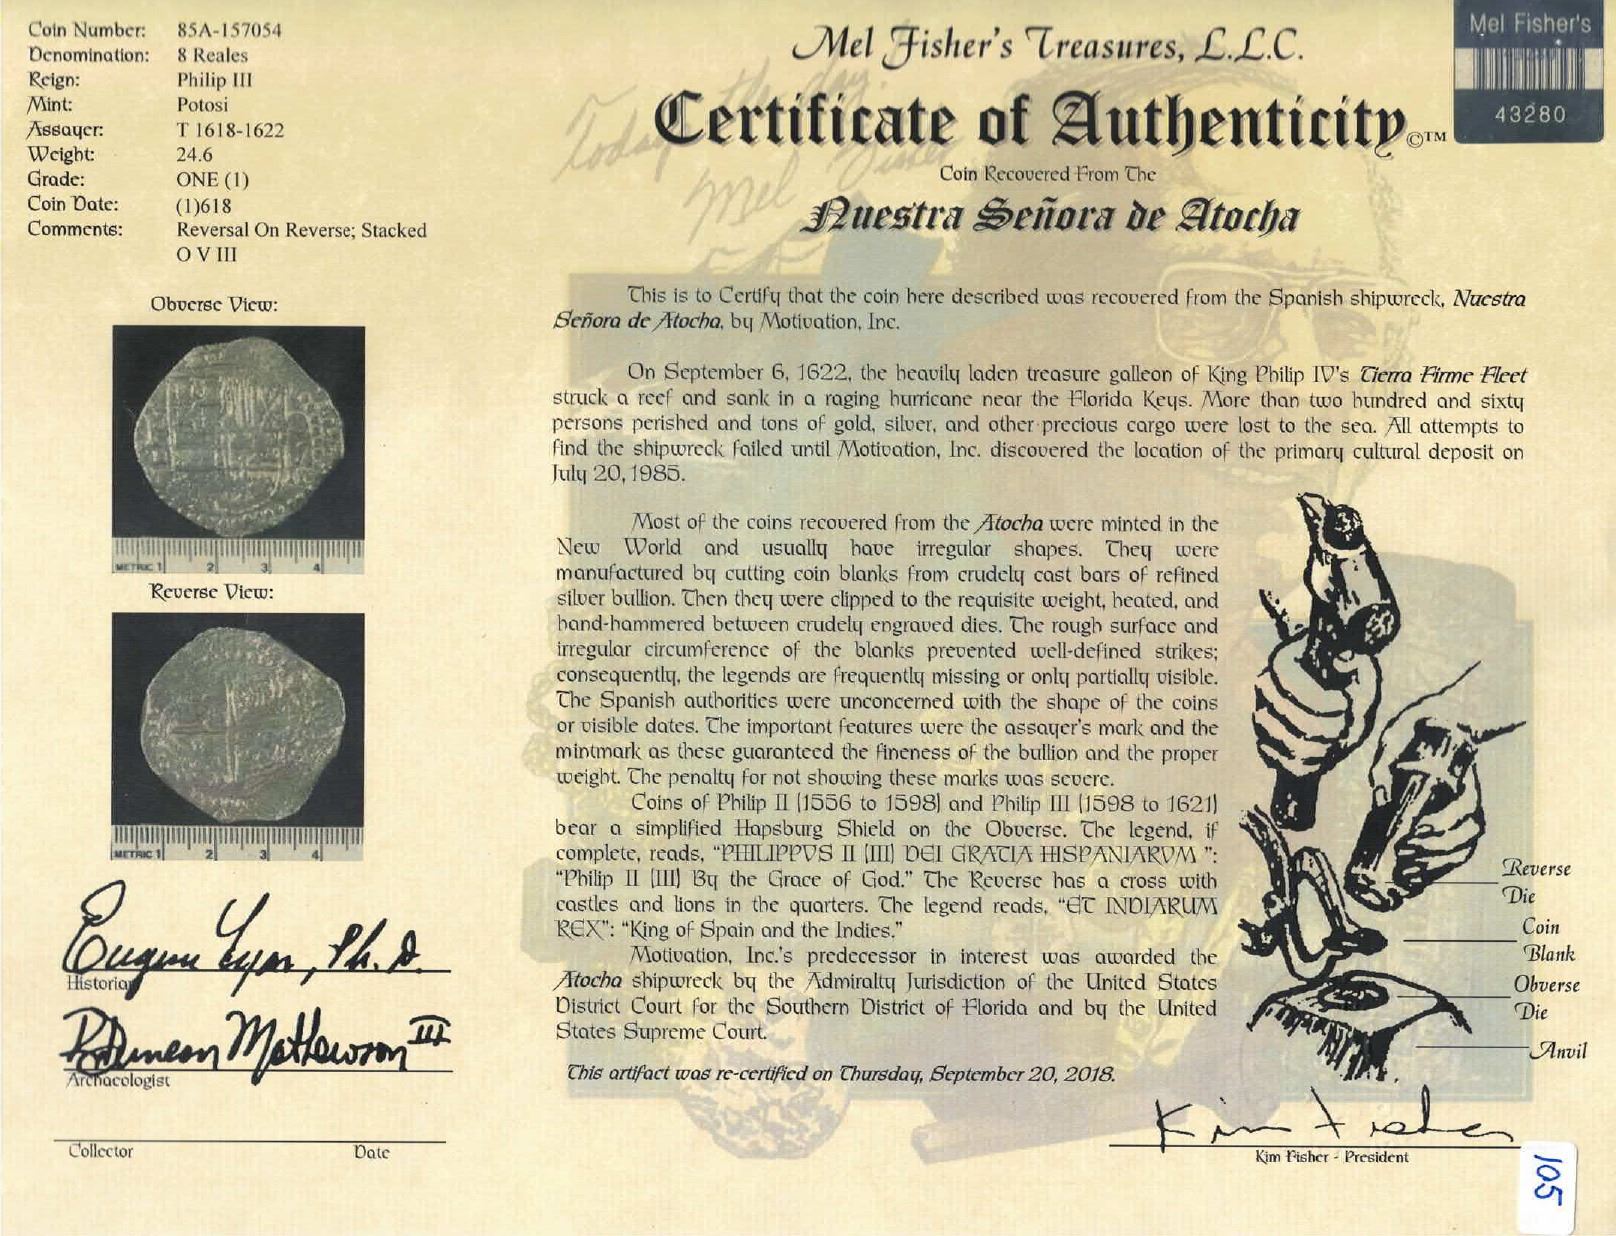 Coin Number: 85A-157054
Denomination: 8 Reales
Reign: Philip III
Mint: Potosi
Assayer: T 1618-1622
Weight: 24.6
Grade: ONE (1)
Coin Date: (1)618
Comments: Reversal On Reverse; Stacked
O V III
Obverse View:
METRIC 1 2 3 4
Reverse View:
METRIC 1 2 3 4
Eugene Lyon, Ph. D.
Historian
R Duncan Mathewson III
Archaeologist
Collector Date
Mel Fisher's Treasures, L.L.C.
Certificate of Authenticity©™
Coin Recovered From The
Nuestra Señora de Atocha
Mel Fisher's
43280
Today the day.
Mel Fisher
This is to Certify that the coin here described was recovered from the Spanish shipwreck, Nuestra
Señora de Atocha, by Motivation, Inc.
On September 6, 1622, the heavily laden treasure galleon of King Philip IV's Tierra Firme Fleet
struck a reef and sank in a raging hurricane near the Florida Keys. More than two hundred and sixty
persons perished and tons of gold, silver, and other precious cargo were lost to the sea. All attempts to
find the shipwreck failed until Motivation, Inc. discovered the location of the primary cultural deposit on
July 20, 1985.
Most of the coins recovered from the Atocha were minted in the
New World and usually have irregular shapes. They were
manufactured by cutting coin blanks from crudely cast bars of refined
silver bullion. Then they were clipped to the requisite weight, heated, and
hand-hammered between crudely engraved dies. The rough surface and
irregular circumference of the blanks prevented well-defined strikes;
consequently, the legends are frequently missing or only partially visible.
The Spanish authorities were unconcerned with the shape of the coins
or visible dates. The important features were the assayer's mark and the
mintmark as these guaranteed the fineness of the bullion and the proper
weight. The penalty for not showing these marks was severe.
Coins of Philip II (1556 to 1598) and Philip III (1598 to 1621)
bear a simplified Hapsburg Shield on the Obverse. The legend, if
complete, reads, "PHILIPPVS II (III) DEI GRATIA HISPANIARVM ":
"Philip II (III) By the Grace of God." The Reverse has a cross with
castles and lions in the quarters. The legend reads, "ET INDIARUM
REX": "King of Spain and the Indies."
Motivation, Inc.'s predecessor in interest was awarded the
Atocha shipwreck by the Admiralty Jurisdiction of the United States
District Court for the Southern District of Florida and by the United
States Supreme Court.
This artifact was re-certified on Thursday, September 20, 2018.
Reverse
Die
Coin
Blank
Obverse
Die
Anvil
Kim Fisher
Kim Fisher - President
105